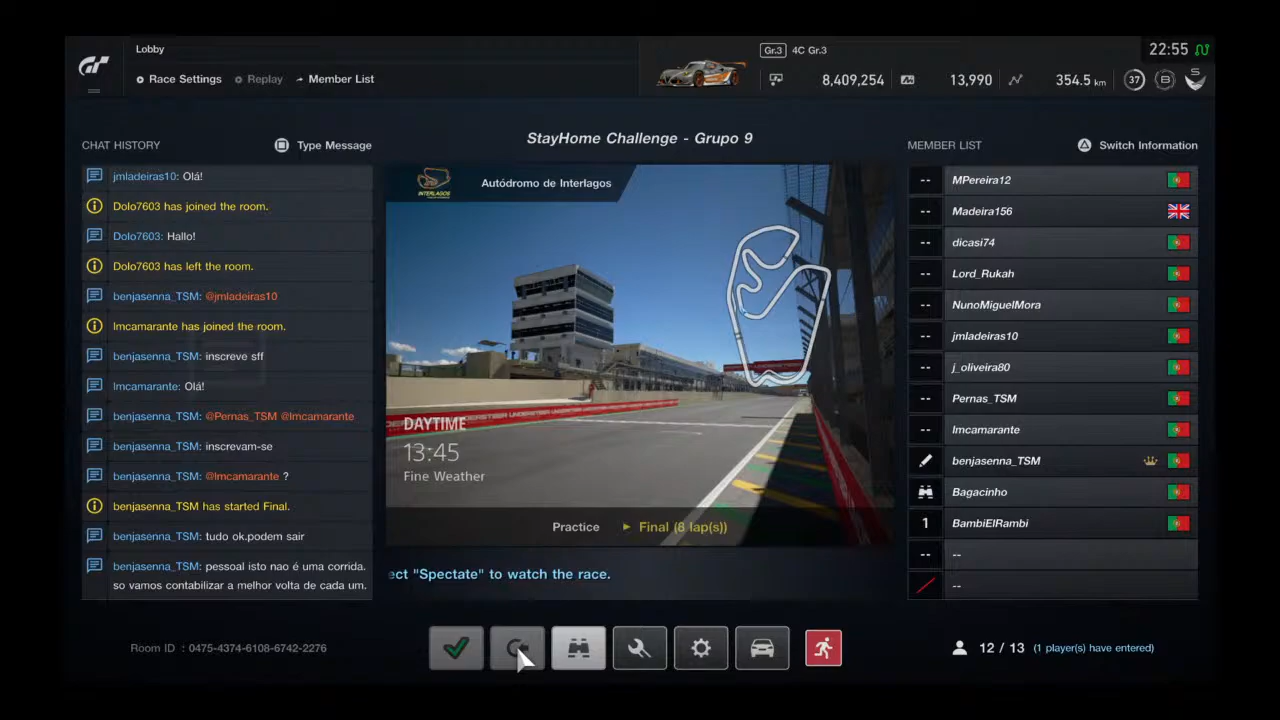 Lobby
Race Settings
Replay
Member List
Gr.3
4C Gr.3
8,409,254
13,990
354.5 km
22:55
37
B
S
CHAT HISTORY
Type Message
jmladeiras10: Olá!
Dolo7603 has joined the room.
Dolo7603: Hallo!
Dolo7603 has left the room.
benjasenna_TSM: @jmladeiras10
lmcamarante has joined the room.
benjasenna_TSM: inscreve sff
lmcamarante: Olá!
benjasenna_TSM: @Pernas_TSM @lmcamarante
benjasenna_TSM: inscrevam-se
benjasenna_TSM: @lmcamarante ?
benjasenna_TSM has started Final.
benjasenna_TSM: tudo ok.podem sair
benjasenna_TSM: pessoal isto nao é uma corrida.
so vamos contabilizar a melhor volta de cada um.
StayHome Challenge - Grupo 9
INTERLAGOS
Autódromo de Interlagos
DAYTIME
13:45
Fine Weather
Practice
Final (8 lap(s))
ect "Spectate" to watch the race.
MEMBER LIST
Switch Information
-- MPereira12
-- Madeira156
-- dicasi74
-- Lord_Rukah
-- NunoMiguelMora
-- jmladeiras10
-- j_oliveira80
-- Pernas_TSM
-- lmcamarante
benjasenna_TSM
Bagacinho
1 BambiElRambi
-- --
--
Room ID : 0475-4374-6108-6742-2276
12 / 13 (1 player(s) have entered)